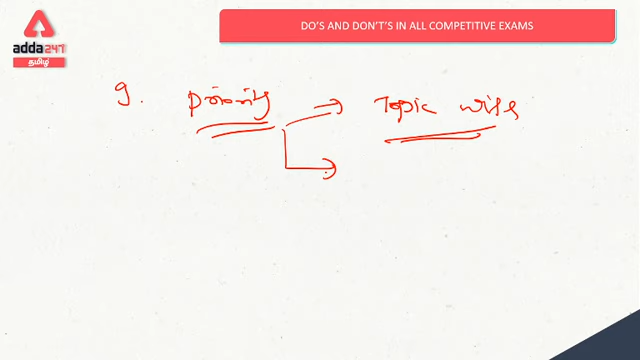 DO'S AND DON'T'S IN ALL COMPETITIVE EXAMS
adda247
தமிழ்
9. Priority → Topic wise